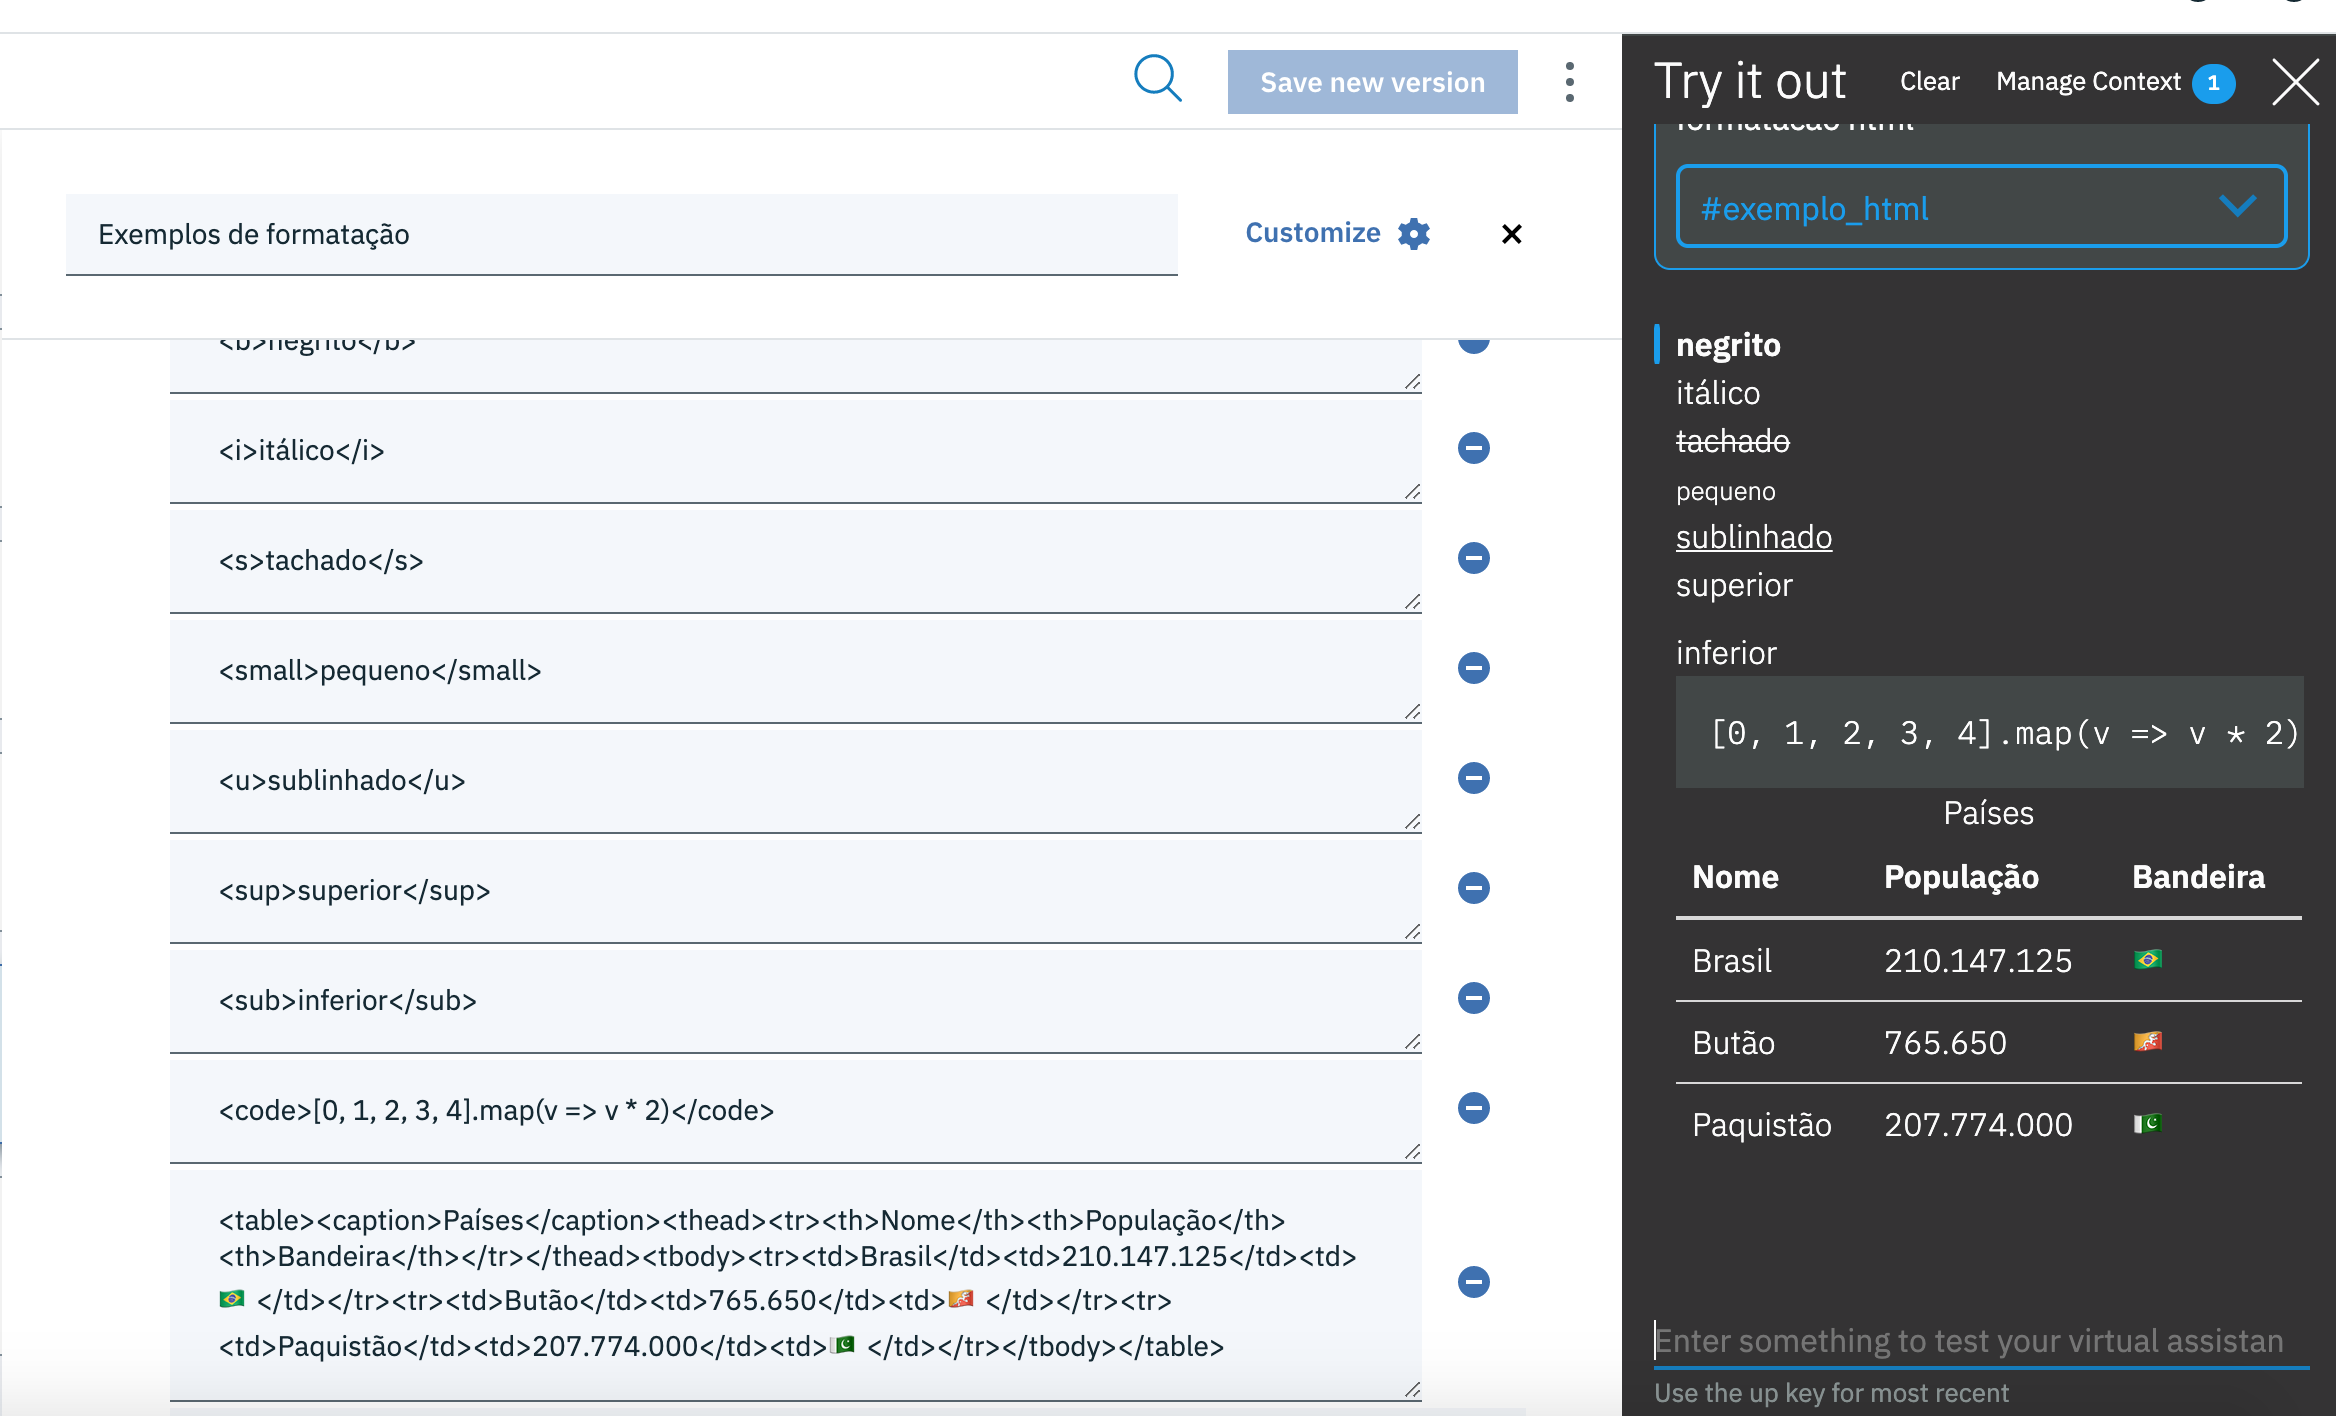 Save new version
Exemplos de formatação
Customize
<b>negrito</b>
<i>itálico</i>
<s>tachado</s>
<small>pequeno</small>
<u>sublinhado</u>
<sup>superior</sup>
<sub>inferior</sub>
<code>[0, 1, 2, 3, 4].map(v => v * 2)</code>
<table><caption>Países</caption><thead><tr><th>Nome</th><th>População</th>
<th>Bandeira</th></tr></thead><tbody><tr><td>Brasil</td><td>210.147.125</td><td>
🇧🇷 </td></tr><tr><td>Butão</td><td>765.650</td><td>🇧🇹 </td></tr><tr>
<td>Paquistão</td><td>207.774.000</td><td>🇵🇰 </td></tr></tbody></table>
Try it out Clear Manage Context 1
formatacao html
#exemplo_html
negrito
itálico
tachado
pequeno
sublinhado
superior
inferior
[0, 1, 2, 3, 4].map(v => v * 2)
Países
Nome População Bandeira
Brasil 210.147.125 🇧🇷
Butão 765.650 🇧🇹
Paquistão 207.774.000 🇵🇰
Enter something to test your virtual assistan
Use the up key for most recent